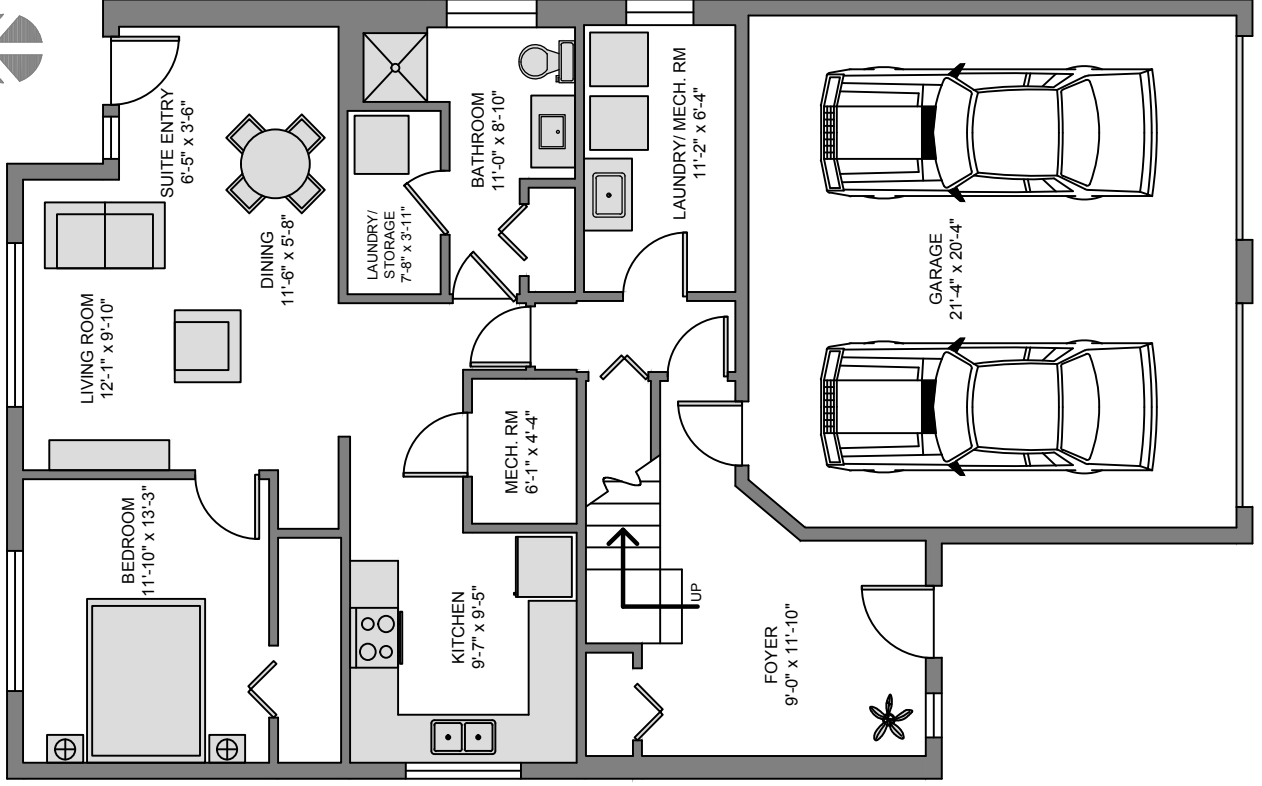 SUITE ENTRY
6'-5" x 3'-6"
LIVING ROOM
12'-1" x 9'-10"
DINING
11'-6" x 5'-8"
LAUNDRY/
STORAGE
7'-8" x 3'-11"
BATHROOM
11'-0" x 8'-10"
LAUNDRY/ MECH. RM
11'-2" x 6'-4"
GARAGE
21'-4" x 20'-4"
BEDROOM
11'-10" x 13'-3"
MECH. RM
6'-1" x 4'-4"
KITCHEN
9'-7" x 9'-5"
UP
FOYER
9'-0" x 11'-10"